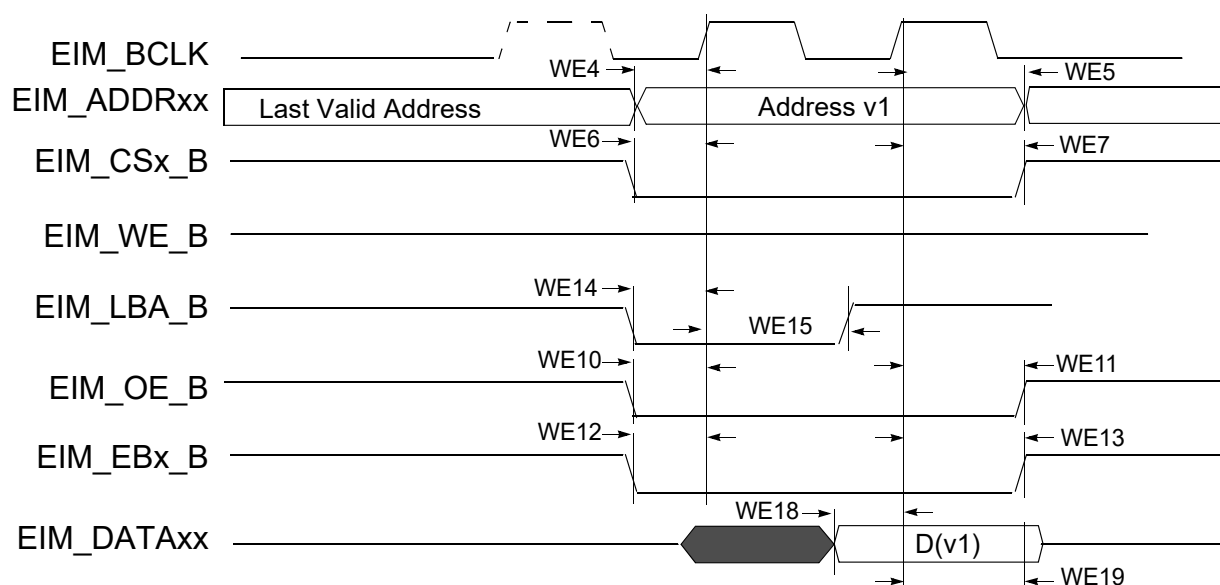 EIM_BCLK
WE4
WE5
EIM_ADDRxx
Last Valid Address
Address v1
WE6
WE7
EIM_CSx_B
EIM_WE_B
WE14
EIM_LBA_B
WE15
WE10
WE11
EIM_OE_B
WE12
WE13
EIM_EBx_B
WE18
EIM_DATAxx
D(v1)
WE19